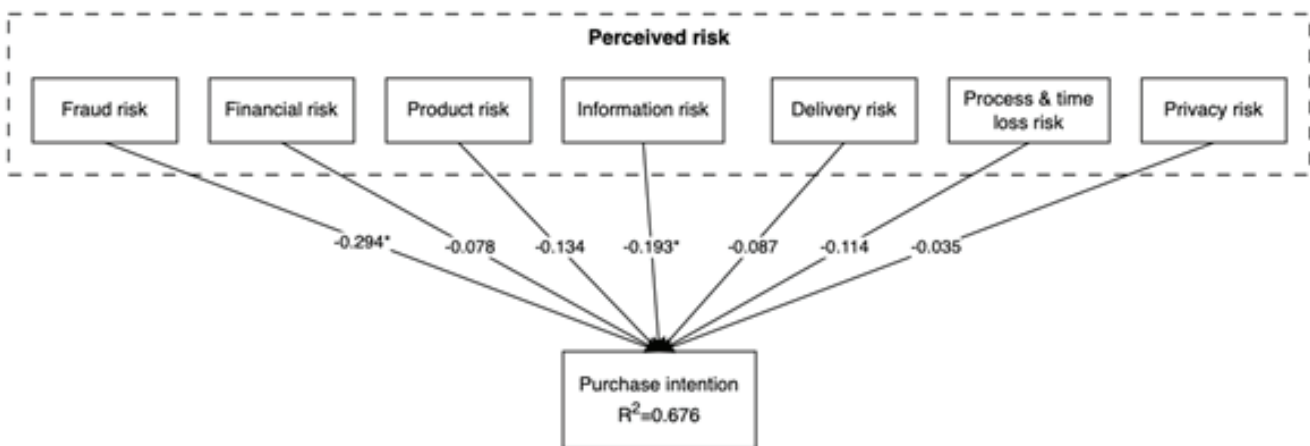 Perceived risk
Fraud risk
Financial risk
Product risk
Information risk
Delivery risk
Process & time
loss risk
Privacy risk
-0.294*
-0.078
-0.134
-0.193*
-0.087
-0.114
-0.035
Purchase intention
R²=0.676